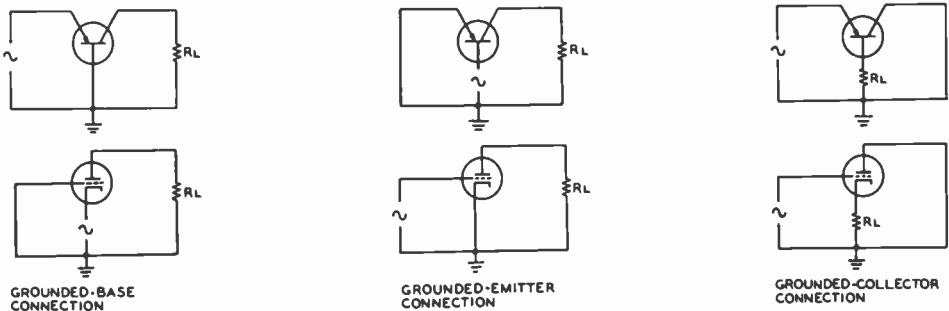 RL
RL
RL
RL
RL
RL
GROUNDED-BASE
CONNECTION
GROUNDED-EMITTER
CONNECTION
GROUNDED-COLLECTOR
CONNECTION